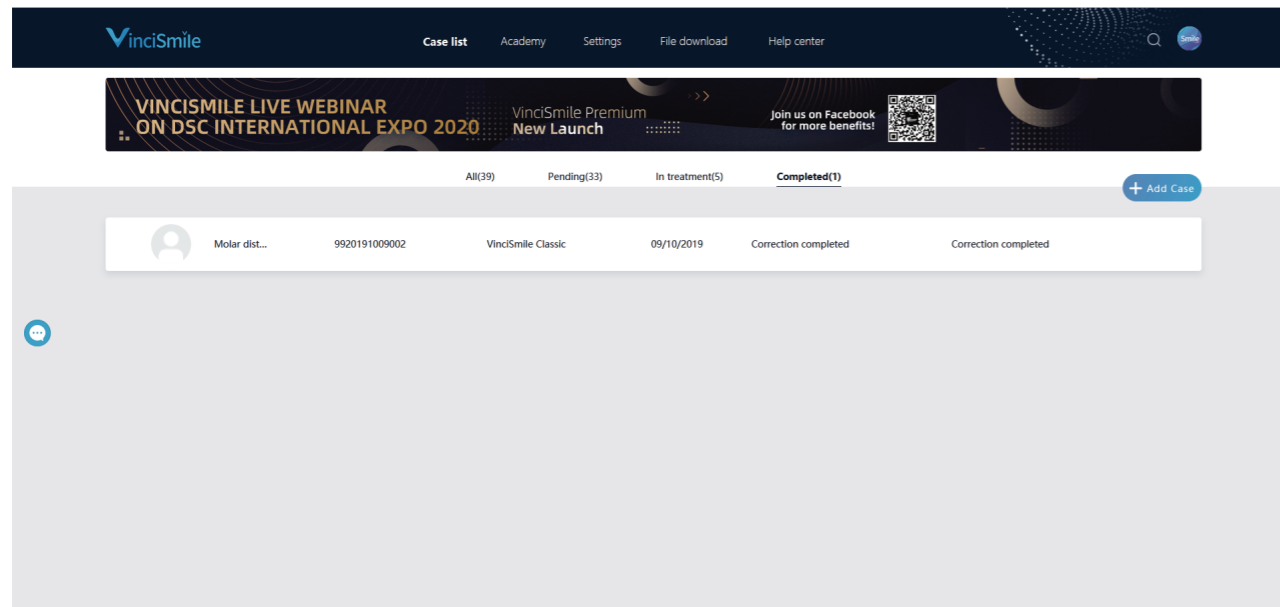 VinciSmile
Case list Academy Settings File download Help center
Smile
VINCISMILE LIVE WEBINAR
ON DSC INTERNATIONAL EXPO 2020
VinciSmile Premium
New Launch
>>
Join us on Facebook
for more benefits!
All(39) Pending(33) In treatment(5) Completed(1)
+ Add Case
Molar dist... 9920191009002 VinciSmile Classic 09/10/2019 Correction completed Correction completed